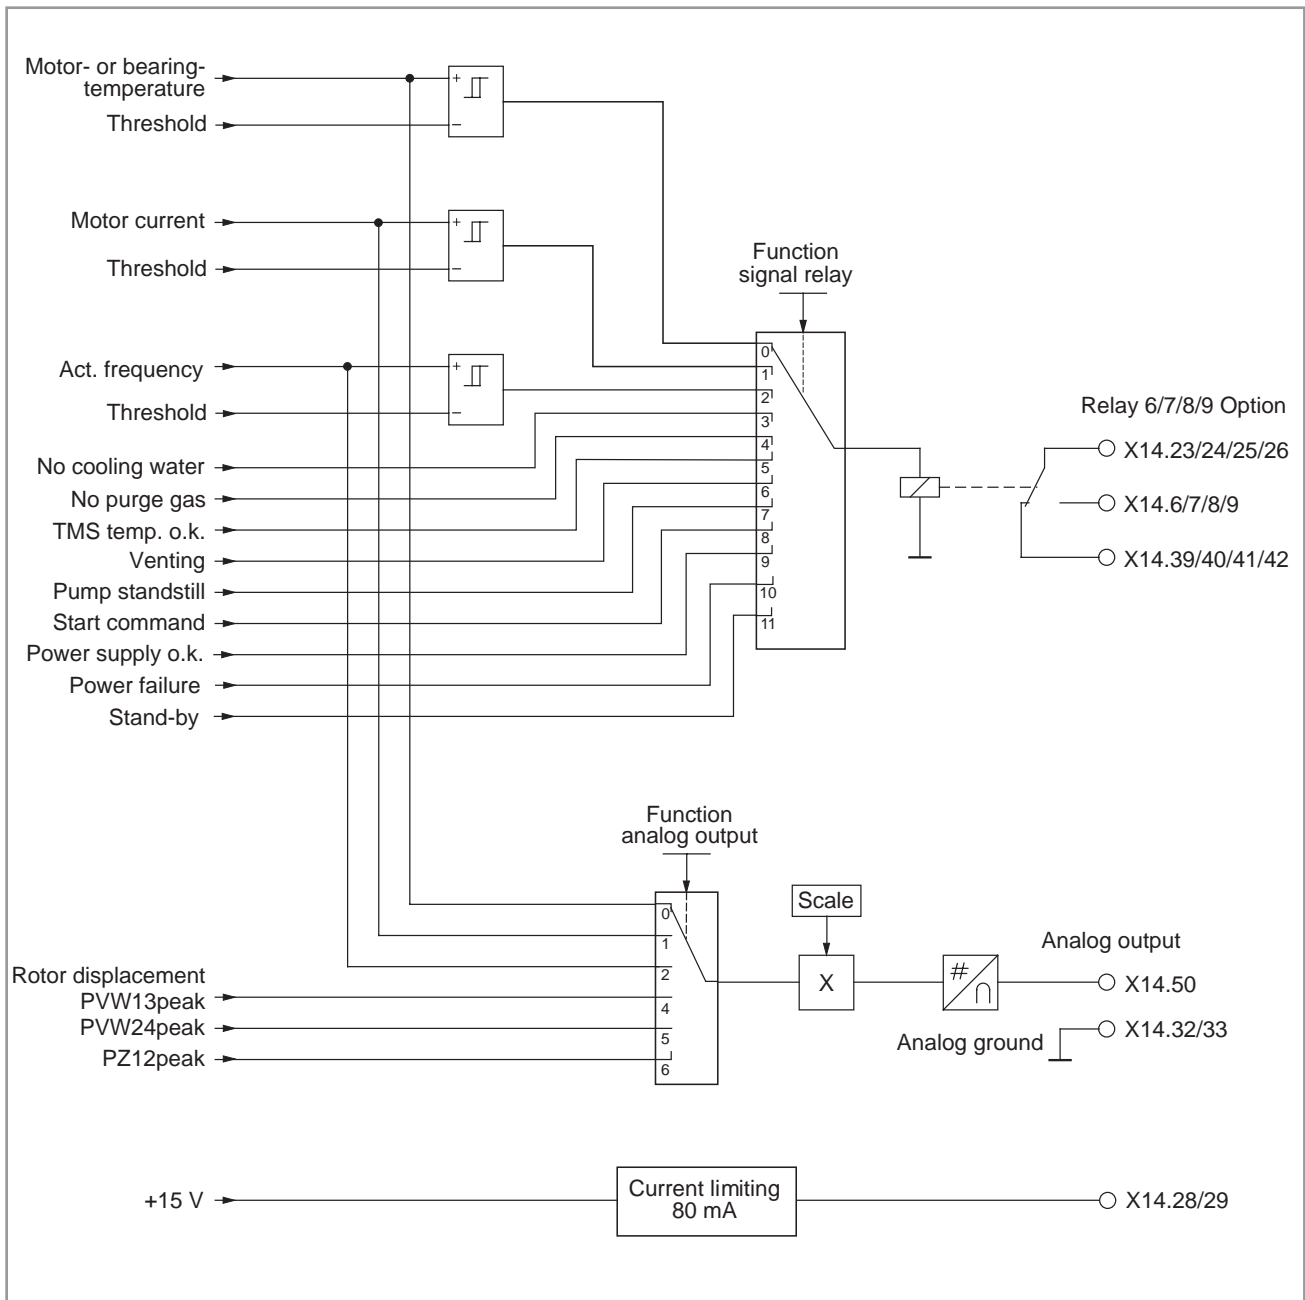 Motor- or bearing-
temperature
+
Threshold
−
Motor current
+
Threshold
−
Function
signal relay
Act. frequency
+
Threshold
−
0
1
2
3
4
5
6
7
8
9
10
11
Relay 6/7/8/9 Option
X14.23/24/25/26
X14.6/7/8/9
X14.39/40/41/42
No cooling water
No purge gas
TMS temp. o.k.
Venting
Pump standstill
Start command
Power supply o.k.
Power failure
Stand-by
Function
analog output
0
1
2
4
5
6
Scale
X
#/∩
Analog output
X14.50
Analog ground
X14.32/33
Rotor displacement
PVW13peak
PVW24peak
PZ12peak
+15 V
Current limiting
80 mA
X14.28/29